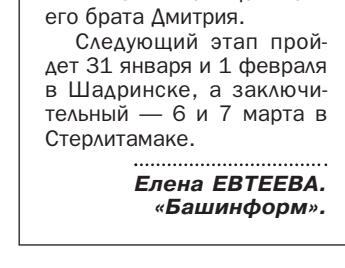 его брата Дмитрия.
Следующий этап прой-
дет 31 января и 1 февраля
в Шадринске, а заключи-
тельный — 6 и 7 марта в
Стерлитамаке.
Елена ЕВТЕЕВА.
«Башинформ».